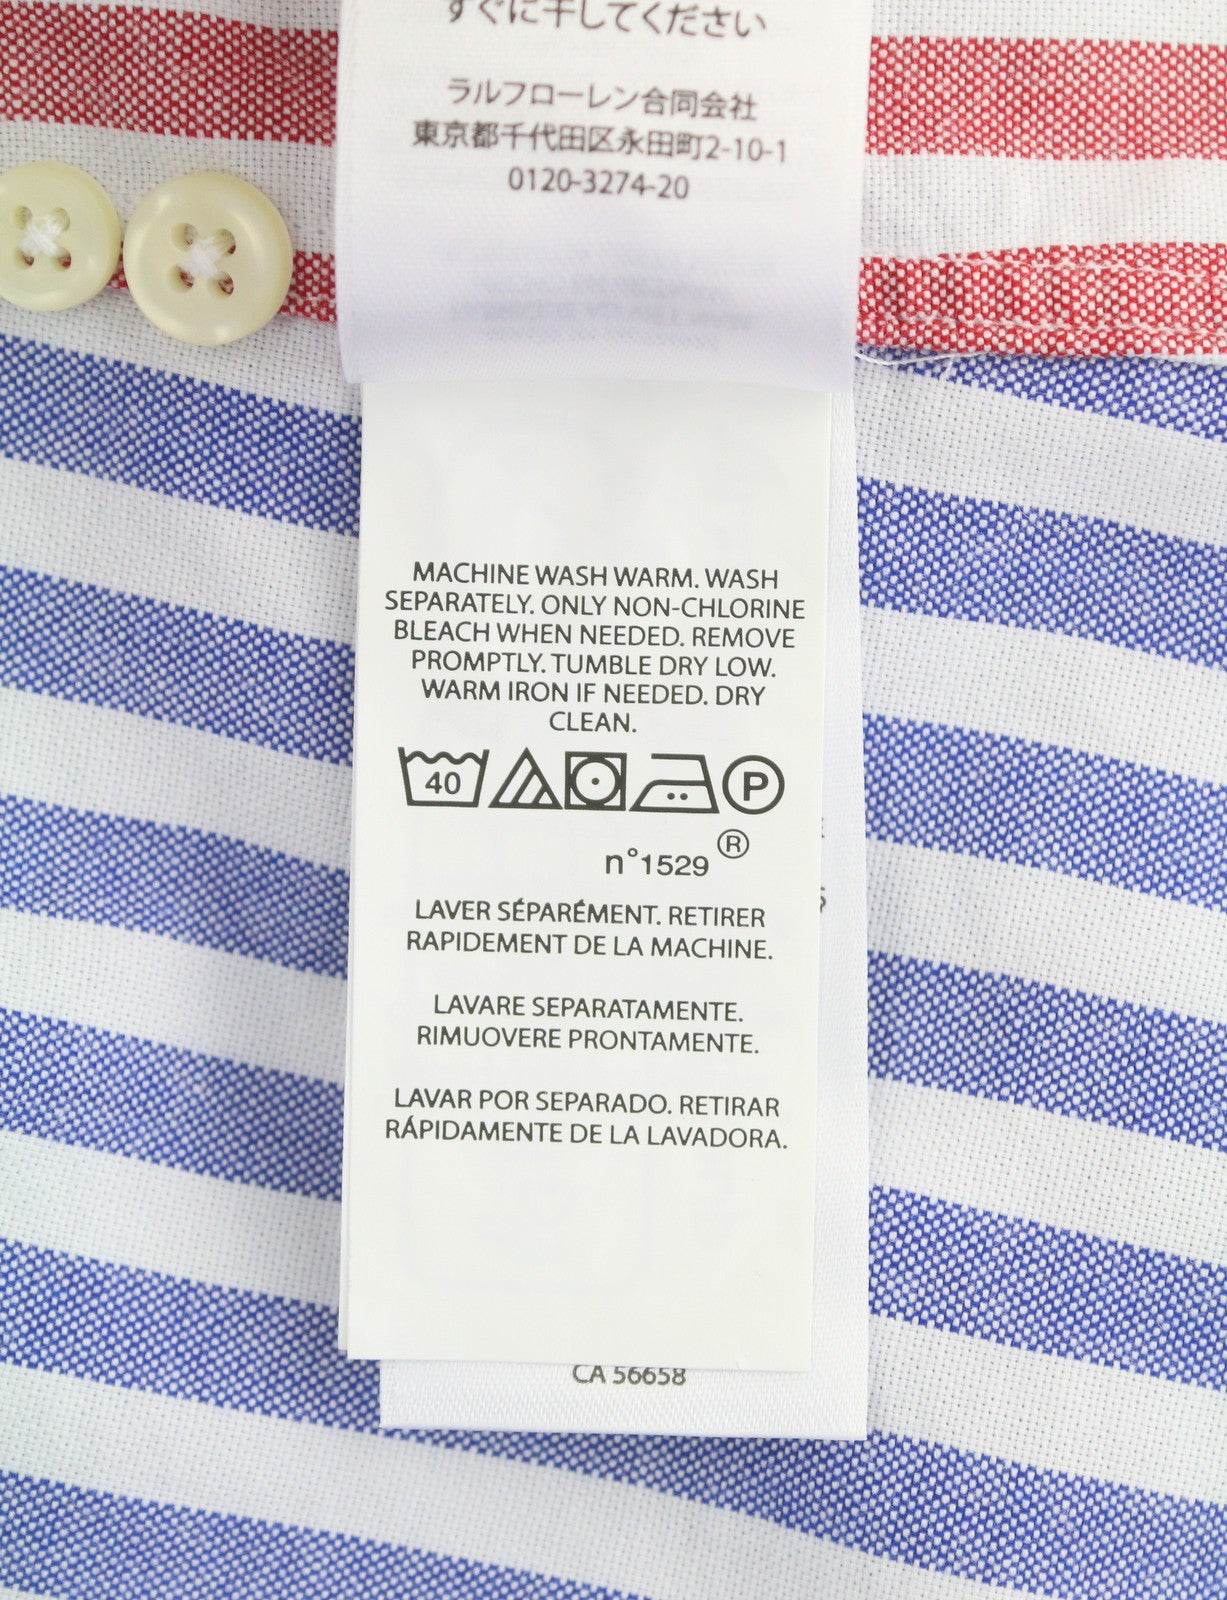 すぐに干してください
ラルフローレン合同会社
東京都千代田区永田町2-10-1
0120-3274-20
MACHINE WASH WARM. WASH
SEPARATELY. ONLY NON-CHLORINE
BLEACH WHEN NEEDED. REMOVE
PROMPTLY. TUMBLE DRY LOW.
WARM IRON IF NEEDED. DRY
CLEAN.
40 P
n°1529 ®
LAVER SÉPARÉMENT. RETIRER
RAPIDEMENT DE LA MACHINE.
LAVARE SEPARATAMENTE.
RIMUOVERE PRONTAMENTE.
LAVAR POR SEPARADO. RETIRAR
RÁPIDAMENTE DE LA LAVADORA.
CA 56658